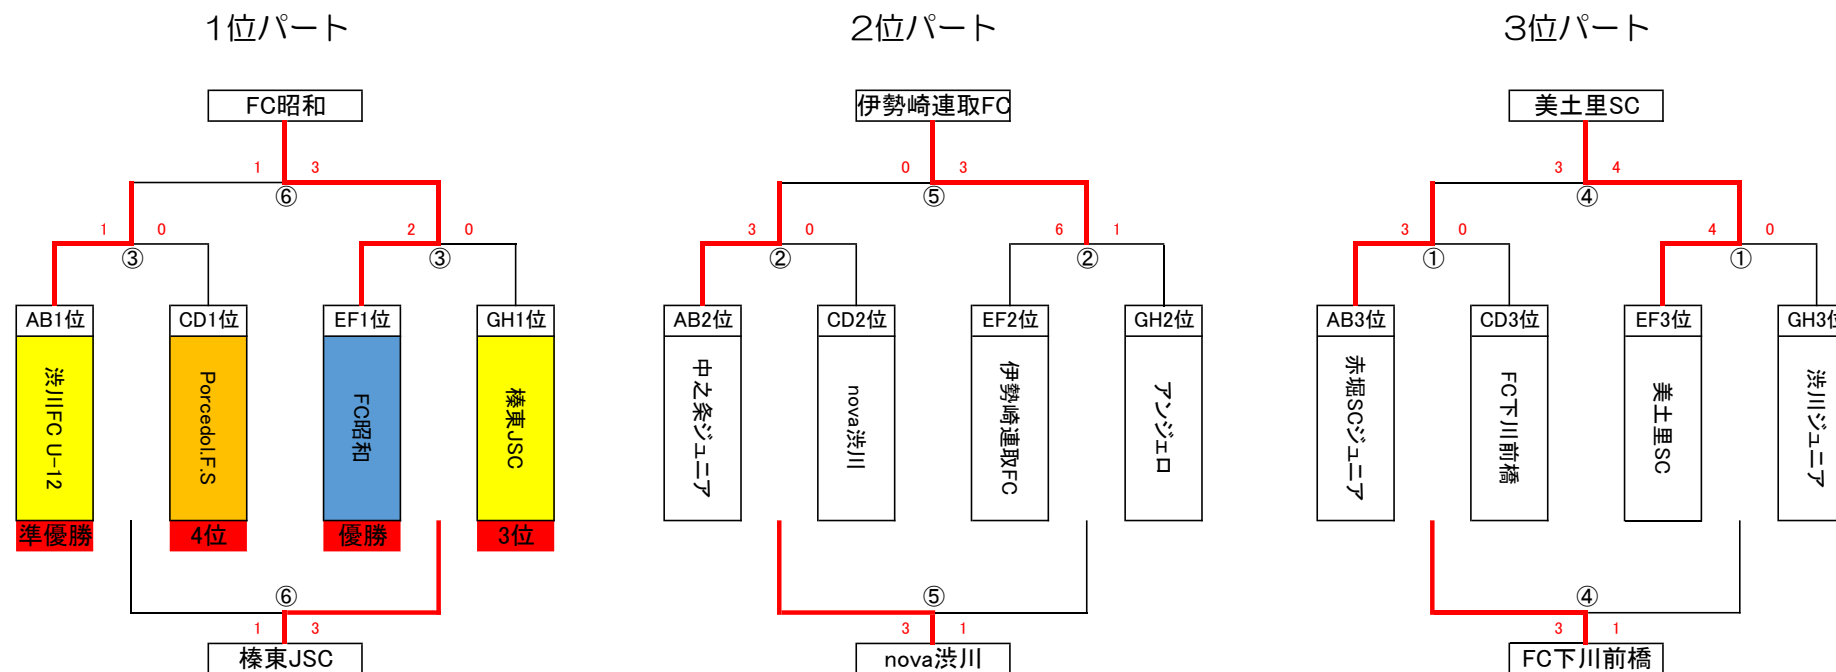 1位パート
2位パート
3位パート
FC昭和
伊勢崎連取FC
美土里SC
1 3
0 3
3 4
⑥
⑤
④
1 0
2 0
3 0
6 1
3 0
4 0
③
③
②
②
①
①
AB1位
CD1位
EF1位
GH1位
AB2位
CD2位
EF2位
GH2位
AB3位
CD3位
EF3位
GH3位
渋川FC U-12
Porcedol.F.S
FC昭和
榛東JSC
中之条ジュニア
nova渋川
伊勢崎連取FC
アンジェロ
赤堀SCジュニア
FC下川前橋
美土里SC
渋川ジュニア
準優勝
4位
優勝
3位
⑥
⑤
④
1 3
3 1
3 1
榛東JSC
nova渋川
FC下川前橋